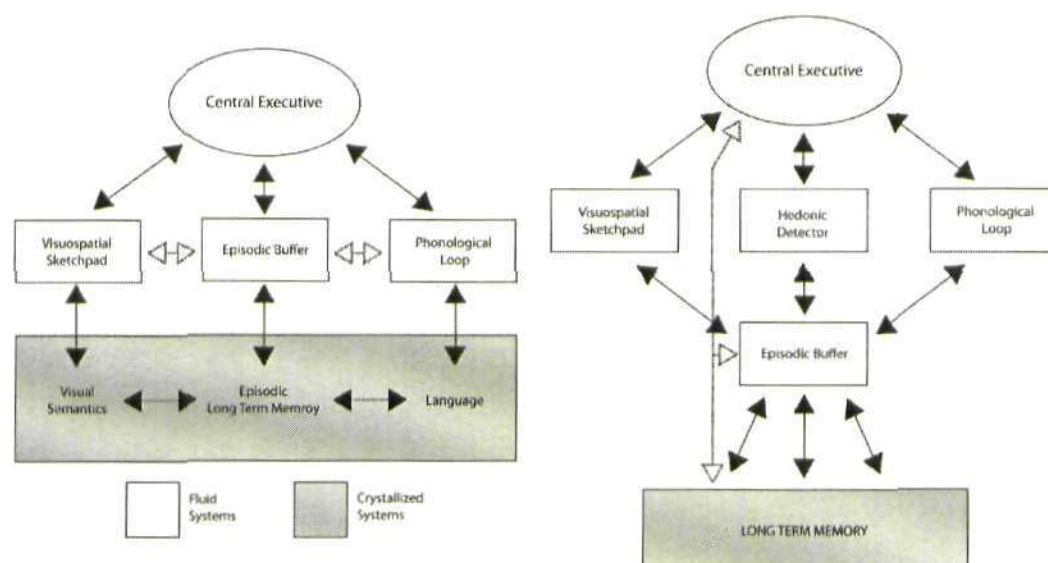 Central Executive
Visuospatial
Sketchpad
Episodic Buffer
Phonological
Loop
Visual
Semantics
Episodic
Long Term Memroy
Language
Fluid
Systems
Crystallized
Systems
Central Executive
Visuospatial
Sketchpad
Hedonic
Detector
Phonological
Loop
Episodic Buffer
LONG TERM MEMORY